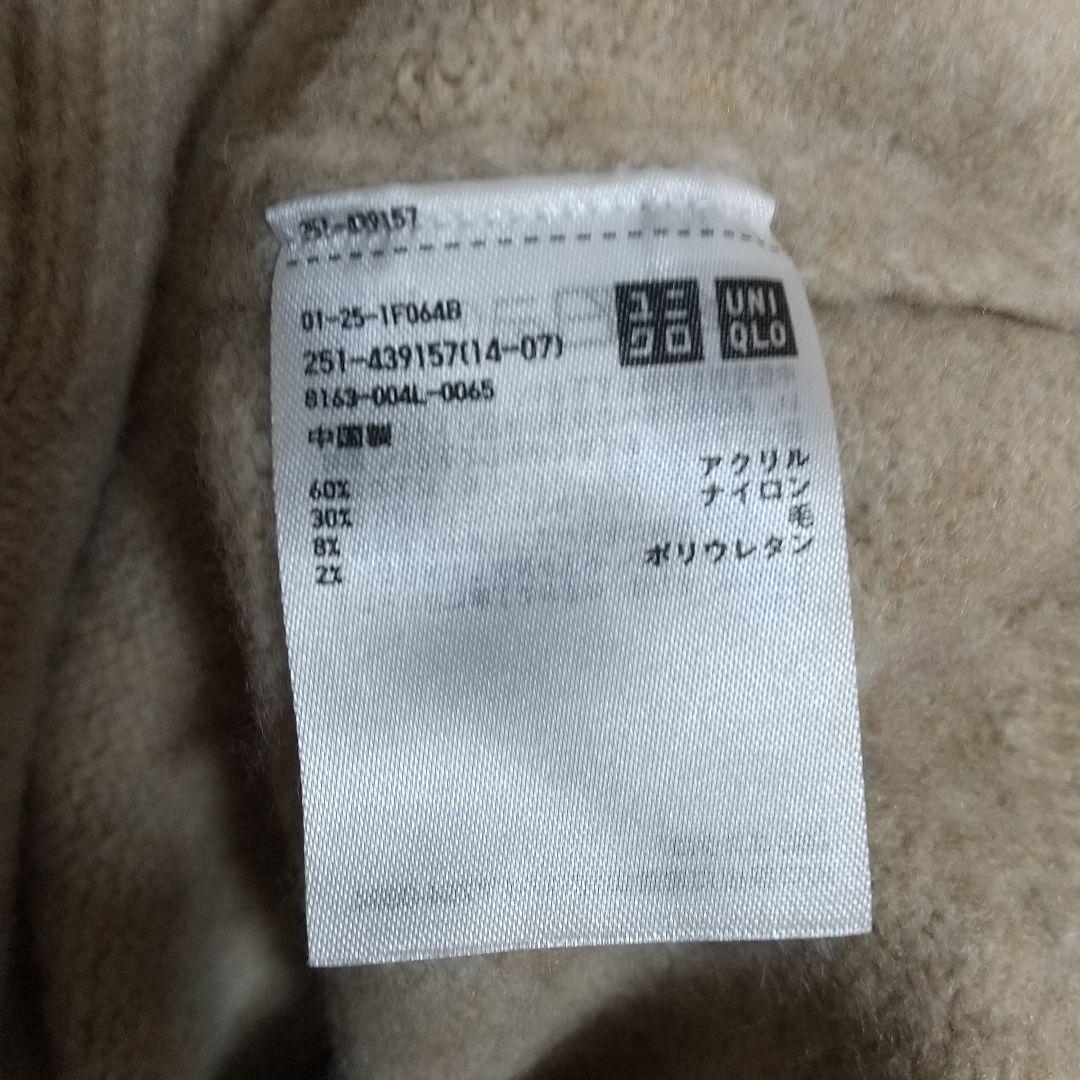 251-439157
01-25-1F064B
251-439157(14-07)
8163-004L-0065
ユニ
クロ
UNI
QLO
中国製
60% アクリル
30% ナイロン
8% 毛
2% ポリウレタン